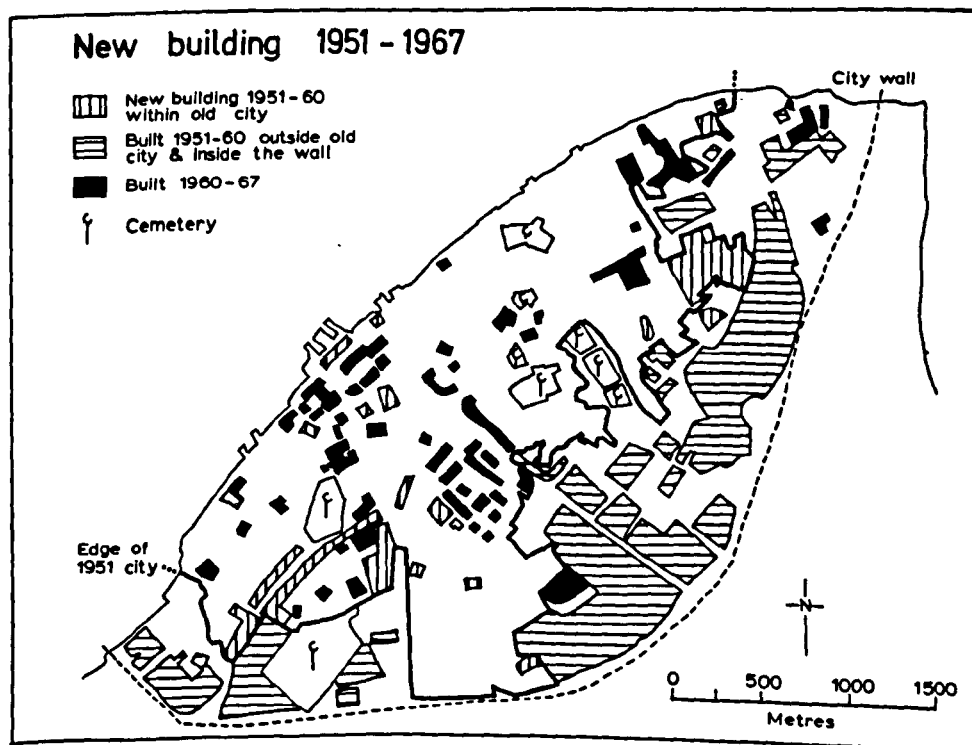 New building 1951 - 1967
New building 1951-60
within old city
Built 1951-60 outside old
city & inside the wall
Built 1960-67
Cemetery
City wall
Edge of
1951 city
N
0 500 1000 1500
Metres